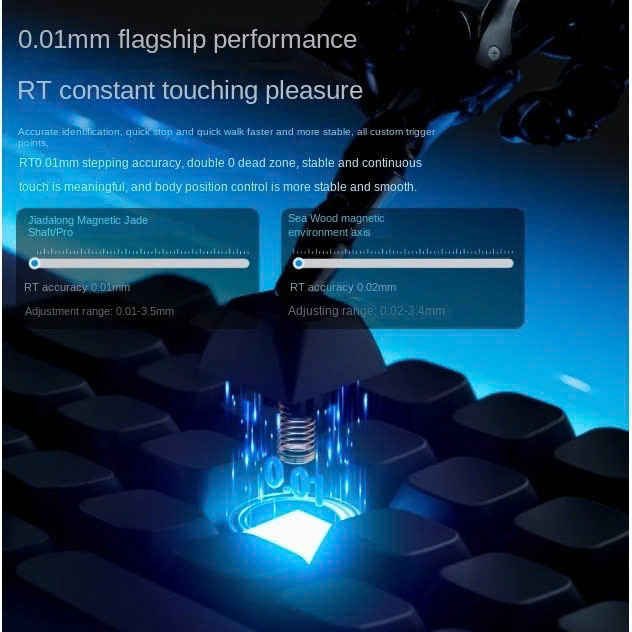 0.01mm flagship performance
RT constant touching pleasure
Accurate identification, quick stop and quick walk faster and more stable, all custom trigger
points,
RT0.01mm stepping accuracy, double 0 dead zone, stable and continuous
touch is meaningful, and body position control is more stable and smooth.
Jiadalong Magnetic Jade
Shaft/Pro
RT accuracy 0.01mm
Adjustment range: 0.01-3.5mm
Sea Wood magnetic
environment axis
RT accuracy 0.02mm
Adjusting range: 0.02-3.4mm
0.01